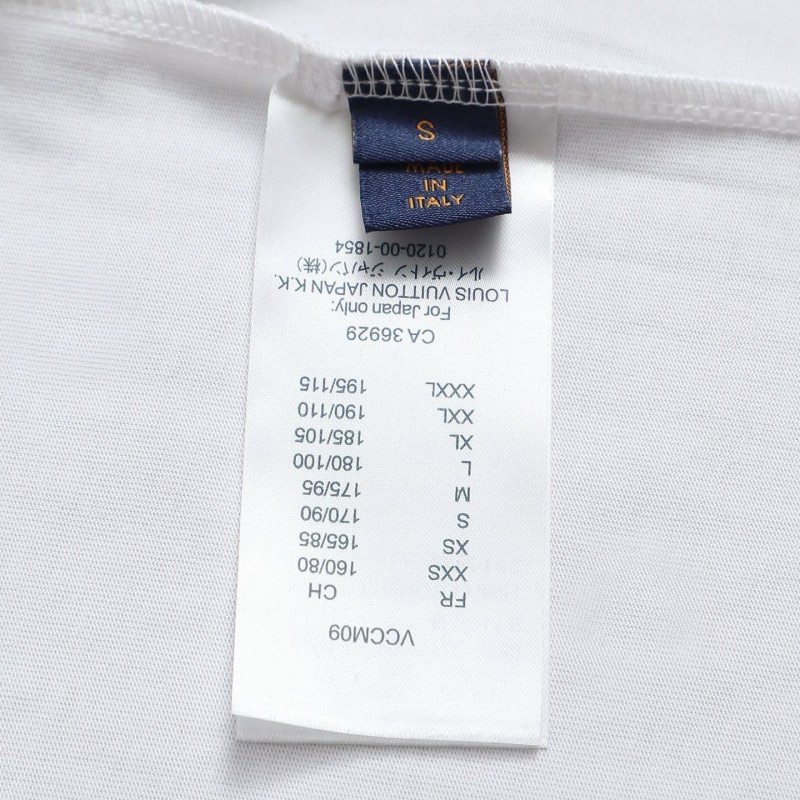 S
MADE
IN
ITALY
VCCM09
FR CH
XXS 160/80
XS 165/85
S 170/90
M 175/95
L 180/100
XL 185/105
XXL 190/110
XXXL 195/115
CA 36929
For Japan only:
LOUIS VUITTON JAPAN K.K.
ルイ・ヴィトン ジャパン(株)
0120-00-1854